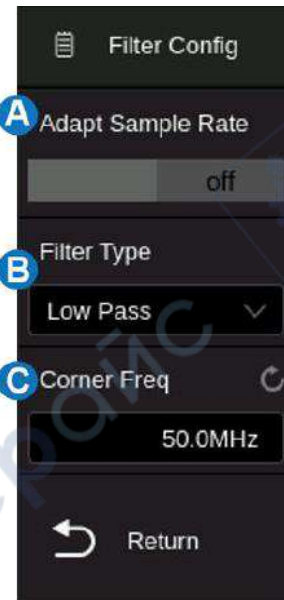 Filter Config
A
Adapt Sample Rate
off
B
Filter Type
Low Pass
C
Corner Freq
50.0MHz
Return